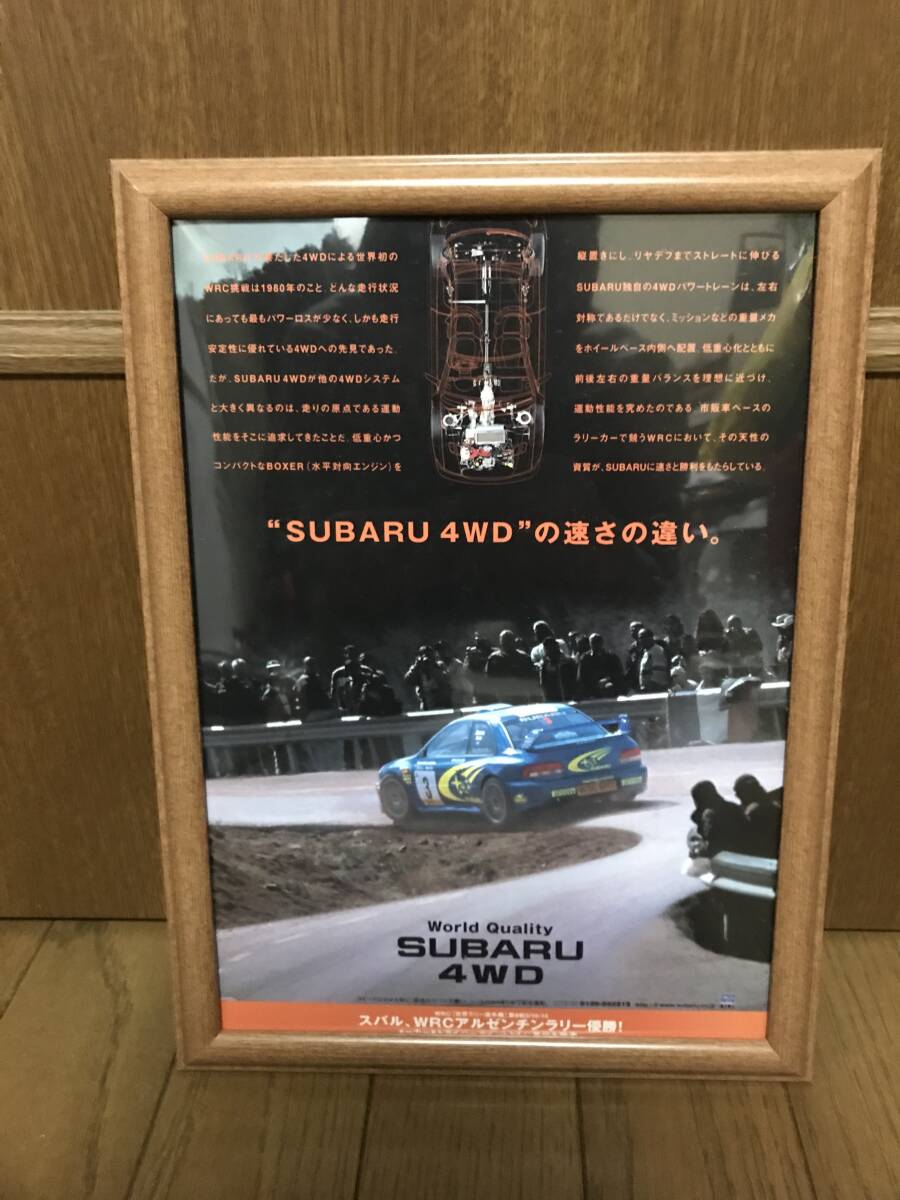 した4WDによる世界初の
WRC挑戦は1980年のこと。どんな走行状況
にあっても最もパワーロスが少なく、しかも走行
安定性に優れている4WDへの先見であった。
だが、SUBARU 4WDが他の4WDシステム
と大きく異なるのは、走りの原点である運動
性能をそこに追求してきたことだ。低重心かつ
コンパクトなBOXER（水平対向エンジン）を
縦置きにし、リヤデフまでストレートに伸びる
SUBARU独自の4WDパワートレーンは、左右
対称であるだけでなく、ミッションなどの重量メカ
をホイールベース内側へ配置。低重心化とともに
前後左右の重量バランスを理想に近づけ、
運動性能を究めたのである。市販車ベースの
ラリーカーで競うWRCにおいて、その天性の
資質が、SUBARUに速さと勝利をもたらしている。
“SUBARU 4WD”の速さの違い。
SUBARU
3
World Quality
SUBARU
4WD
スバル、WRCアルゼンチンラリー優勝！